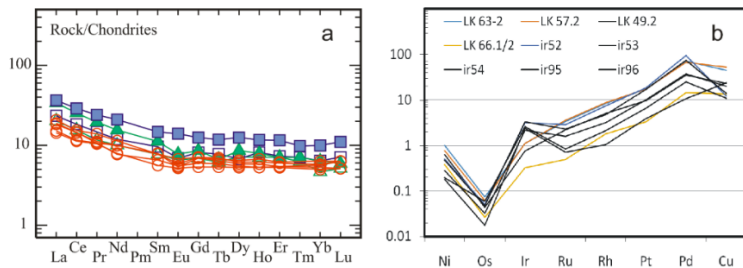 Rock/Chondrites
a
100
10
1
La Ce Pr Nd Pm Sm Eu Gd Tb Dy Ho Er Tm Yb Lu
b
LK 63-2 LK 57.2 LK 49.2
LK 66.1/2 ir52 ir53
ir54 ir95 ir96
100
10
1
0.1
0.01
Ni Os Ir Ru Rh Pt Pd Cu